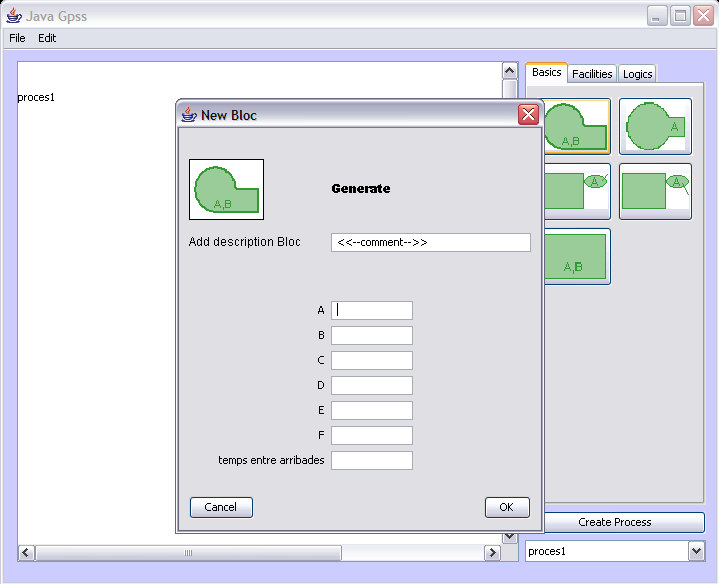 Java Gpss
File Edit
proces1
Basics Facilities Logics
A,B
A
A
A
A,B
New Bloc
A,B
Generate
Add description Bloc <<--comment-->>
A
B
C
D
E
F
temps entre arribades
Cancel OK
Create Process
proces1